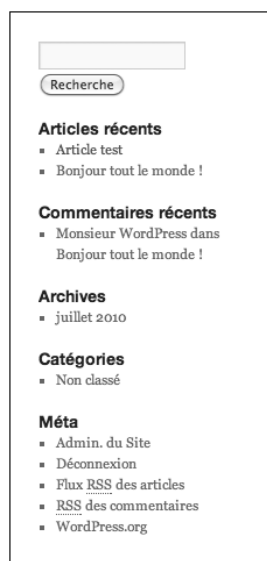 Recherche
Articles récents
Article test
Bonjour tout le monde !
Commentaires récents
Monsieur WordPress dans
Bonjour tout le monde !
Archives
juillet 2010
Catégories
Non classé
Méta
Admin. du Site
Déconnexion
Flux RSS des articles
RSS des commentaires
WordPress.org